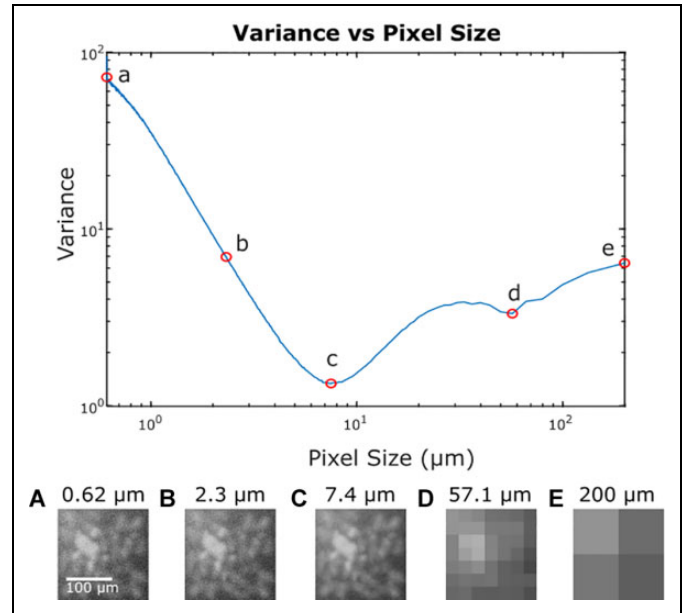 Variance vs Pixel Size
10²
a
Variance
10¹
b
e
d
c
10⁰
10⁰ 10¹ 10²
Pixel Size (µm)
A 0.62 µm B 2.3 µm C 7.4 µm D 57.1 µm E 200 µm
100 µm